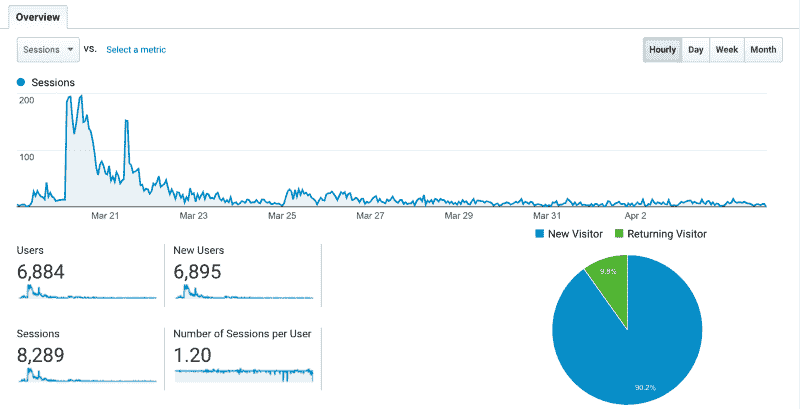 Overview
Sessions VS. Select a metric
Hourly Day Week Month
Sessions
200
100
Mar 21 Mar 23 Mar 25 Mar 27 Mar 29 Mar 31 Apr 2
New Visitor Returning Visitor
Users New Users
6,884 6,895
Sessions Number of Sessions per User
8,289 1.20
9.8%
90.2%